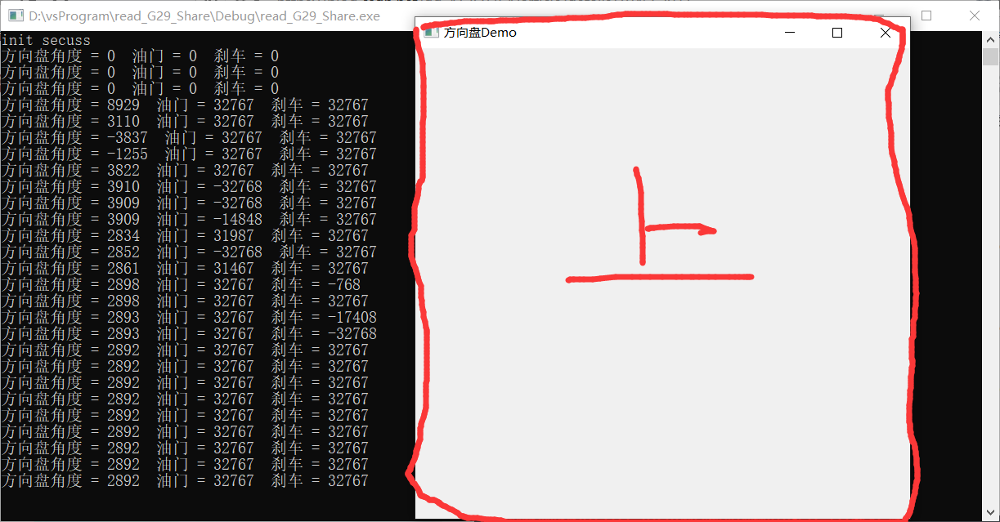 D:\vsProgram\read_G29_Share\Debug\read_G29_Share.exe
方向盘Demo
init secuss
方向盘角度 = 0 油门 = 0 刹车 = 0
方向盘角度 = 0 油门 = 0 刹车 = 0
方向盘角度 = 0 油门 = 0 刹车 = 0
方向盘角度 = 8929 油门 = 32767 刹车 = 32767
方向盘角度 = 3110 油门 = 32767 刹车 = 32767
方向盘角度 = -3837 油门 = 32767 刹车 = 32767
方向盘角度 = -1255 油门 = 32767 刹车 = 32767
方向盘角度 = 3822 油门 = 32767 刹车 = 32767
方向盘角度 = 3910 油门 = -32768 刹车 = 32767
方向盘角度 = 3909 油门 = -32768 刹车 = 32767
方向盘角度 = 3909 油门 = -14848 刹车 = 32767
方向盘角度 = 2834 油门 = 31987 刹车 = 32767
方向盘角度 = 2852 油门 = -32768 刹车 = 32767
方向盘角度 = 2861 油门 = 31467 刹车 = 32767
方向盘角度 = 2898 油门 = 32767 刹车 = -768
方向盘角度 = 2898 油门 = 32767 刹车 = 32767
方向盘角度 = 2893 油门 = 32767 刹车 = -17408
方向盘角度 = 2893 油门 = 32767 刹车 = -32768
方向盘角度 = 2892 油门 = 32767 刹车 = 32767
方向盘角度 = 2892 油门 = 32767 刹车 = 32767
方向盘角度 = 2892 油门 = 32767 刹车 = 32767
方向盘角度 = 2892 油门 = 32767 刹车 = 32767
方向盘角度 = 2892 油门 = 32767 刹车 = 32767
方向盘角度 = 2892 油门 = 32767 刹车 = 32767
方向盘角度 = 2892 油门 = 32767 刹车 = 32767
方向盘角度 = 2892 油门 = 32767 刹车 = 32767
方向盘角度 = 2892 油门 = 32767 刹车 = 32767
上